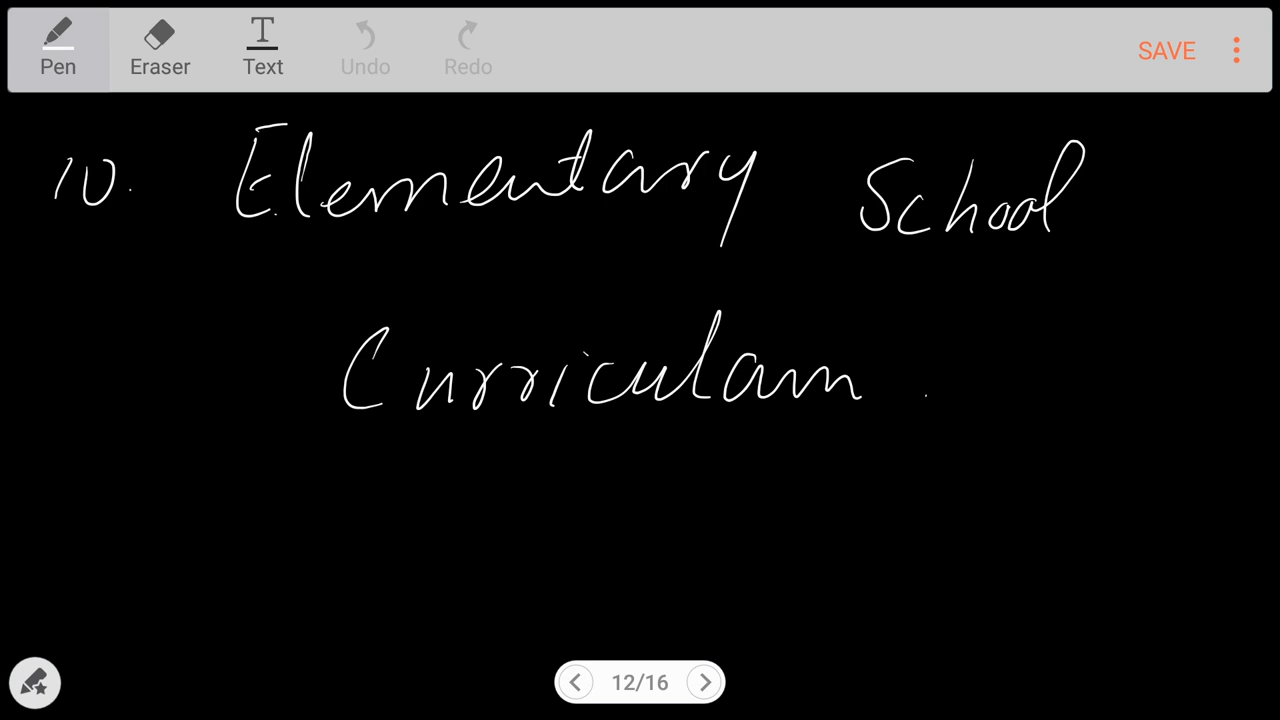 Pen Eraser Text Undo Redo SAVE
10. Elementary School
Curriculam .
12/16